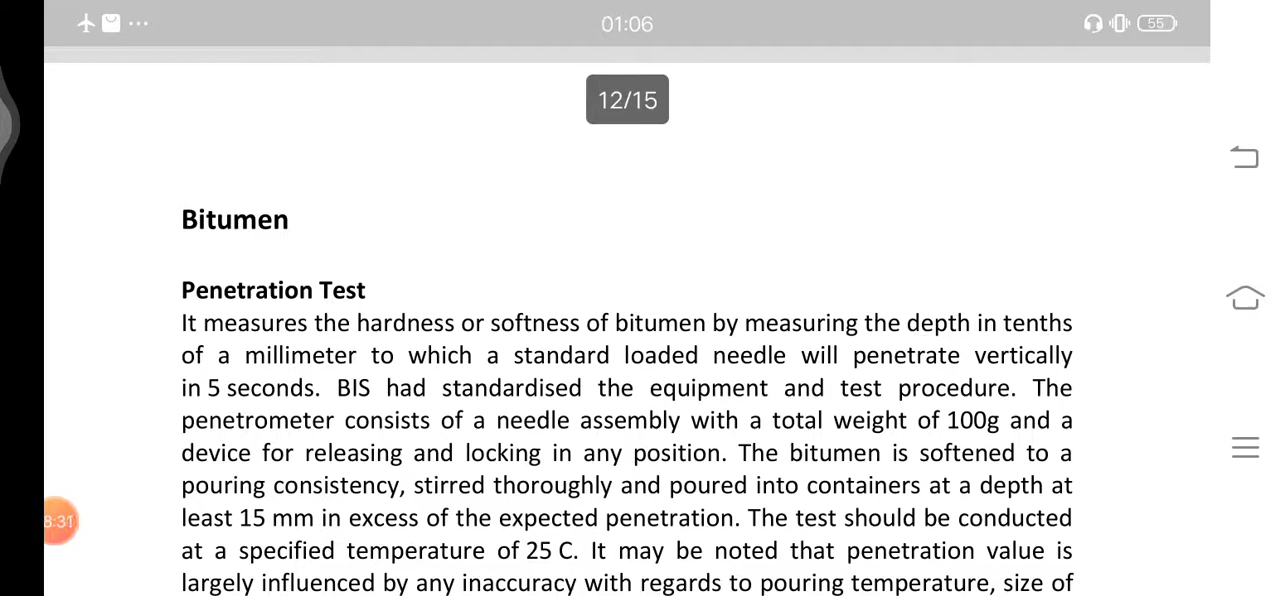 01:06
55
12/15
Bitumen
Penetration Test
It measures the hardness or softness of bitumen by measuring the depth in tenths
of a millimeter to which a standard loaded needle will penetrate vertically
in 5 seconds. BIS had standardised the equipment and test procedure. The
penetrometer consists of a needle assembly with a total weight of 100g and a
device for releasing and locking in any position. The bitumen is softened to a
pouring consistency, stirred thoroughly and poured into containers at a depth at
least 15 mm in excess of the expected penetration. The test should be conducted
8:31
at a specified temperature of 25 C. It may be noted that penetration value is
largely influenced by any inaccuracy with regards to pouring temperature, size of